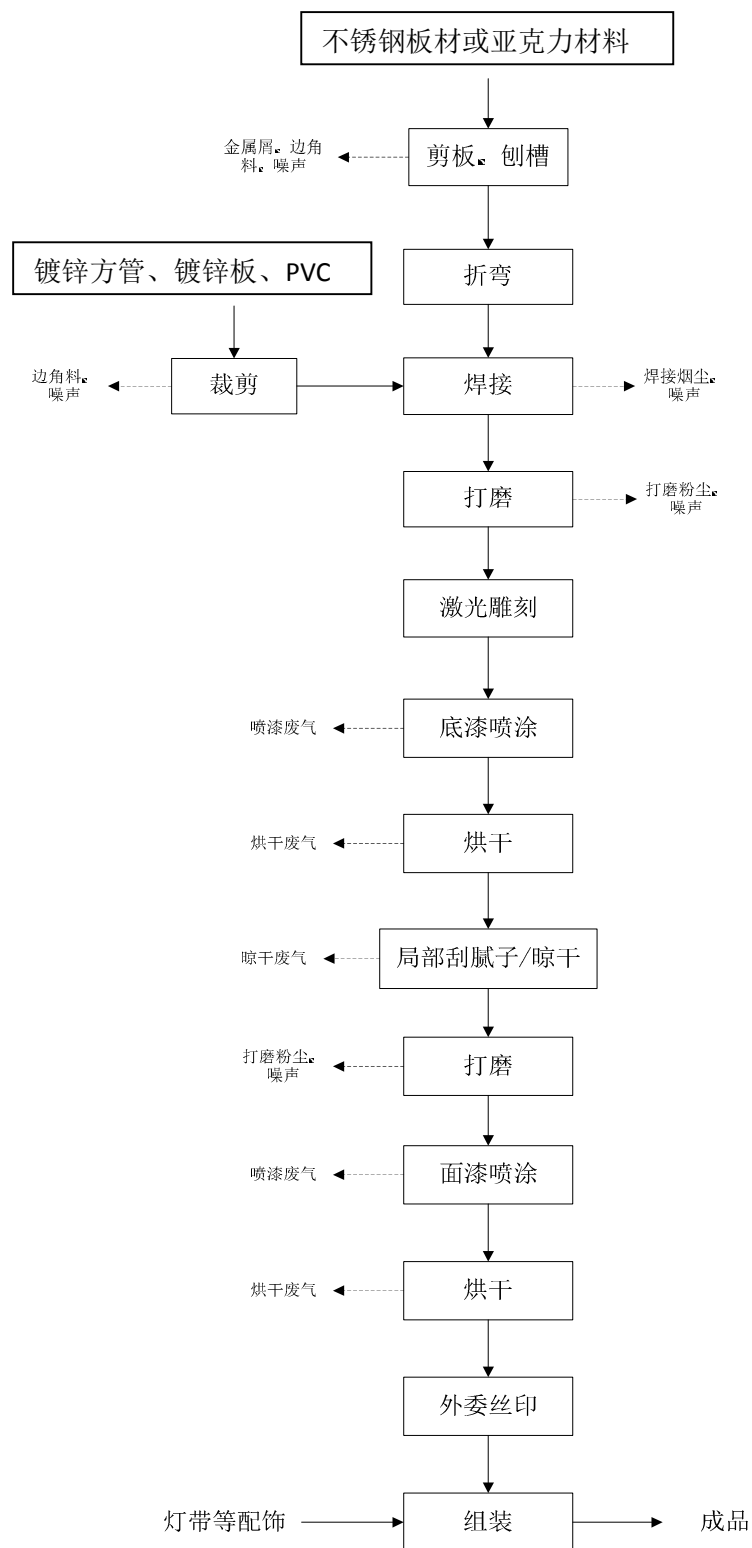 不锈钢板材或亚克力材料
金属屑、边角
料、噪声
剪板、刨槽
镀锌方管、镀锌板、PVC
折弯
边角料、
噪声
裁剪
焊接
焊接烟尘、
噪声
打磨
打磨粉尘、
噪声
激光雕刻
喷漆废气
底漆喷涂
烘干废气
烘干
晾干废气
局部刮腻子/晾干
打磨粉尘、
噪声
打磨
喷漆废气
面漆喷涂
烘干废气
烘干
外委丝印
灯带等配饰
组装
成品